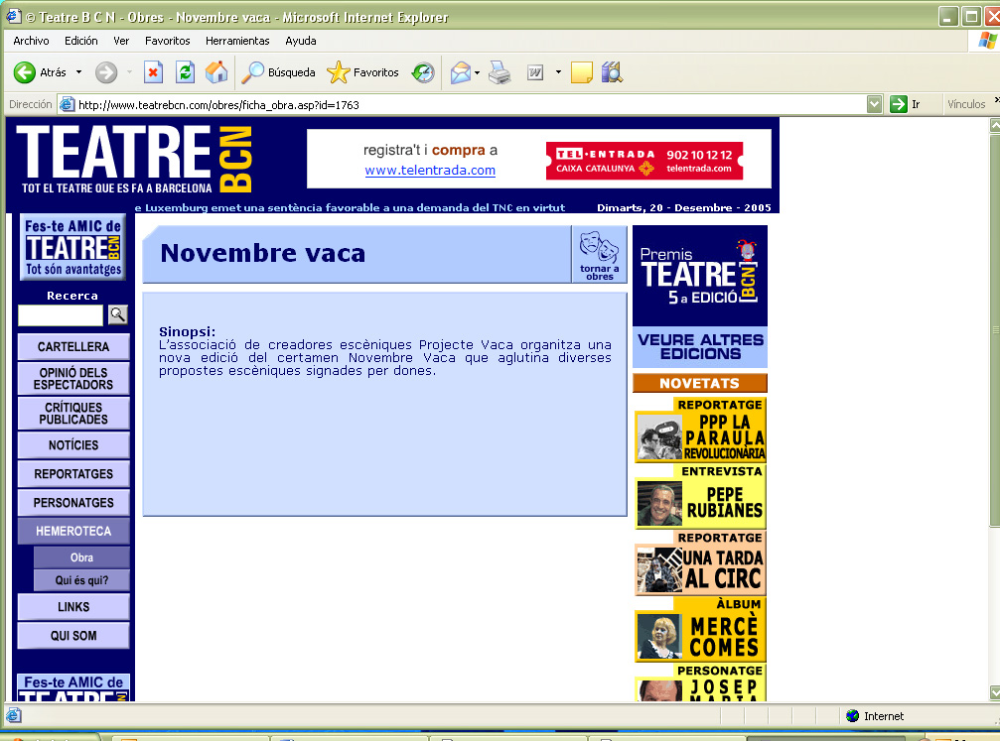 © Teatre B C N - Obres - Novembre vaca - Microsoft Internet Explorer
Archivo Edición Ver Favoritos Herramientas Ayuda
Atrás Búsqueda Favoritos
Dirección http://www.teatrebcn.com/obres/ficha_obra.asp?id=1763 Ir Vínculos »
TEATRE BCN
TOT EL TEATRE QUE ES FA A BARCELONA
registra't i compra a
www.telentrada.com
TEL·ENTRADA 902 10 12 12
CAIXA CATALUNYA telentrada.com
e Luxemburg emet una sentència favorable a una demanda del TNC en virtut
Dimarts, 20 - Desembre - 2005
Fes-te AMIC de
TEATRE BCN
Tot són avantatges
Recerca
CARTELLERA
OPINIÓ DELS
ESPECTADORS
CRÍTIQUES
PUBLICADES
NOTÍCIES
REPORTATGES
PERSONATGES
HEMEROTECA
Obra
Qui és qui?
LINKS
QUI SOM
Fes-te AMIC de
TEATRE BCN
Novembre vaca
tornar a
obres
Sinopsi:
L'associació de creadores escèniques Projecte Vaca organitza una
nova edició del certamen Novembre Vaca que aglutina diverses
propostes escèniques signades per dones.
Premis
TEATRE BCN
5a EDICIÓ
VEURE ALTRES
EDICIONS
NOVETATS
REPORTATGE
PPP LA
PARAULA
REVOLUCIONÀRIA
ENTREVISTA
PEPE
RUBIANES
REPORTATGE
UNA TARDA
AL CIRC
ÀLBUM
MERCÈ
COMES
PERSONATGE
JOSEP
MARIA
Internet